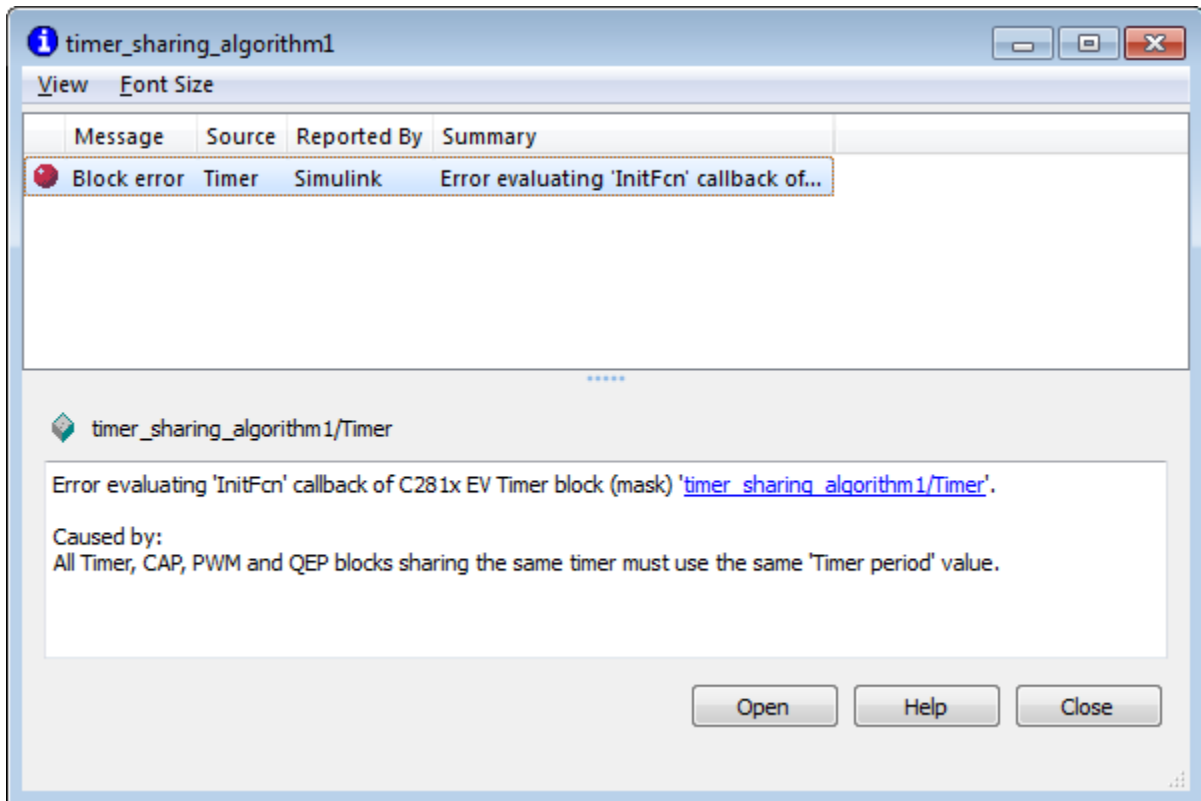 timer_sharing_algorithm1
View Font Size
Message Source Reported By Summary
Block error Timer Simulink Error evaluating 'InitFcn' callback of...
timer_sharing_algorithm1/Timer
Error evaluating 'InitFcn' callback of C281x EV Timer block (mask) 'timer_sharing_algorithm1/Timer'.
Caused by:
All Timer, CAP, PWM and QEP blocks sharing the same timer must use the same 'Timer period' value.
Open Help Close